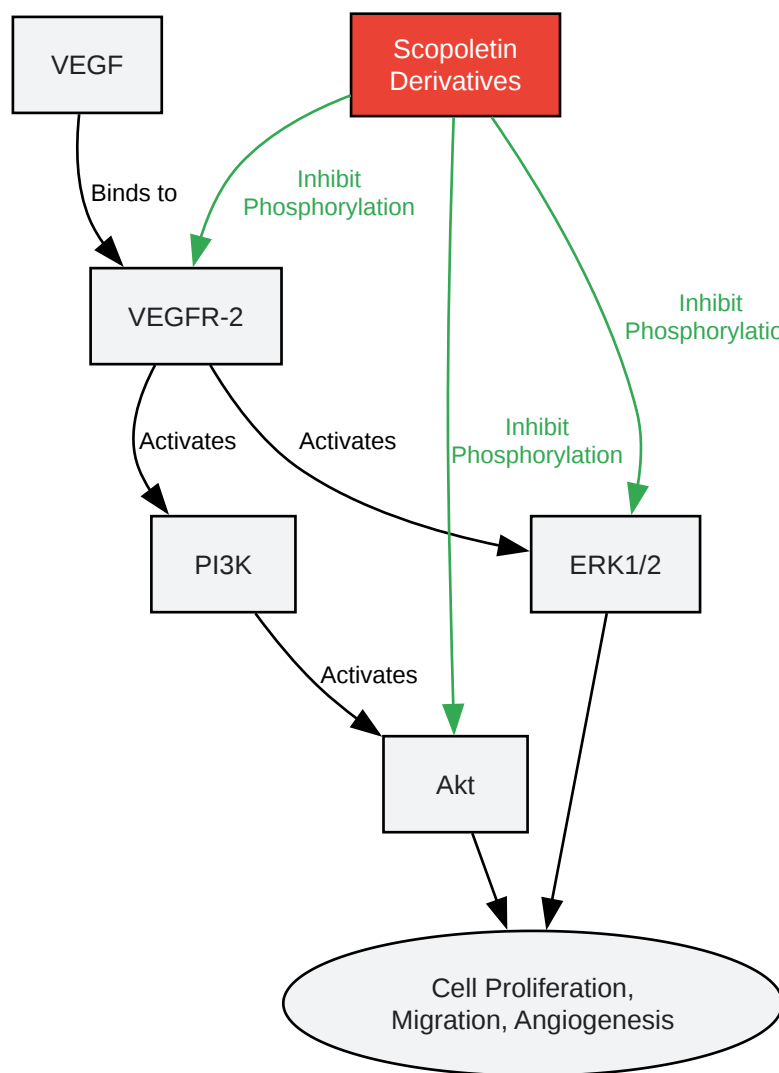 VEGF
Scopoletin
Derivatives
Binds to
Inhibit
Phosphorylation
VEGFR-2
Inhibit
Phosphorylatio
Activates
Activates
Inhibit
Phosphorylation
PI3K
ERK1/2
Activates
Akt
Cell Proliferation,
Migration, Angiogenesis